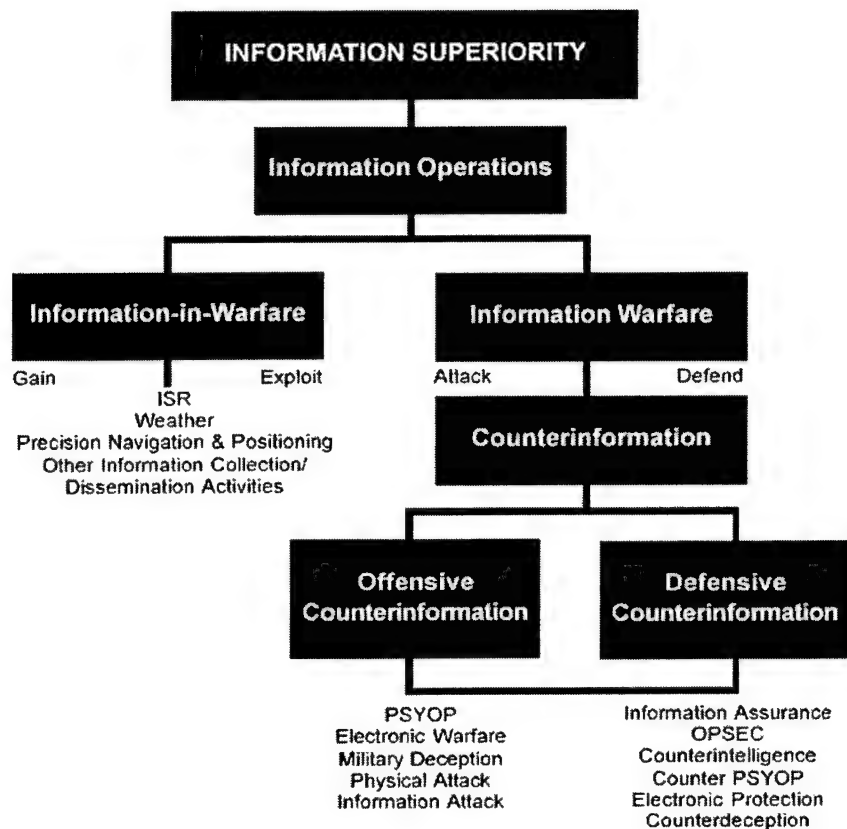 INFORMATION SUPERIORITY
Information Operations
Information-in-Warfare
Gain
Exploit
ISR
Weather
Precision Navigation & Positioning
Other Information Collection/
Dissemination Activities
Information Warfare
Attack
Defend
Counterinformation
Offensive
Counterinformation
PSYOP
Electronic Warfare
Military Deception
Physical Attack
Information Attack
Defensive
Counterinformation
Information Assurance
OPSEC
Counterintelligence
Counter PSYOP
Electronic Protection
Counterdeception